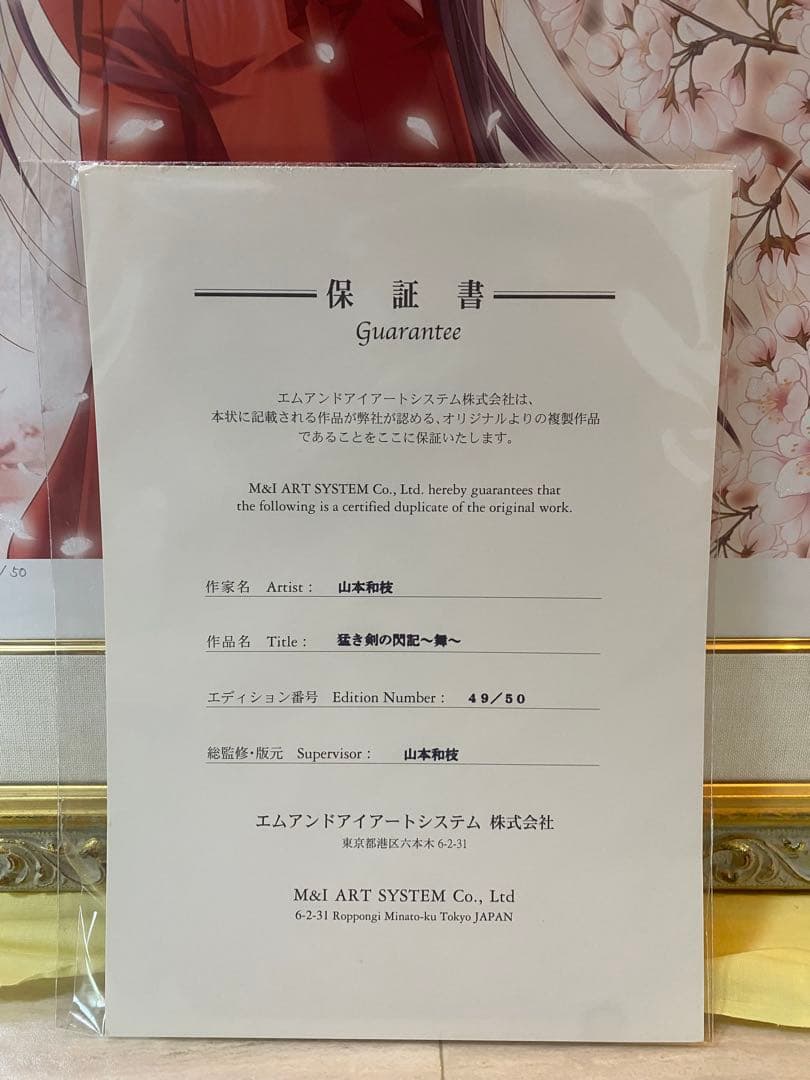 保証書
Guarantee
エムアンドアイアートシステム株式会社は、
本状に記載される作品が弊社が認める、オリジナルよりの複製作品
であることをここに保証いたします。
M&I ART SYSTEM Co., Ltd. hereby guarantees that
the following is a certified duplicate of the original work.
/50
作家名 Artist : 山本和枝
作品名 Title : 猛き剣の閃記〜舞〜
エディション番号 Edition Number : 49/50
総監修・版元 Supervisor : 山本和枝
エムアンドアイアートシステム 株式会社
東京都港区六本木 6-2-31
M&I ART SYSTEM Co., Ltd
6-2-31 Roppongi Minato-ku Tokyo JAPAN